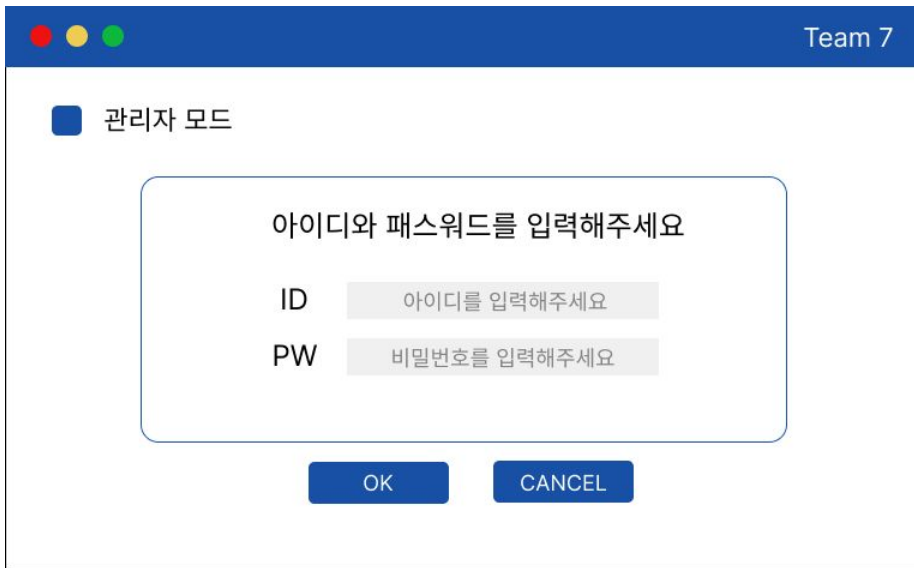 Team 7
관리자 모드
아이디와 패스워드를 입력해주세요
ID 아이디를 입력해주세요
PW 비밀번호를 입력해주세요
OK CANCEL